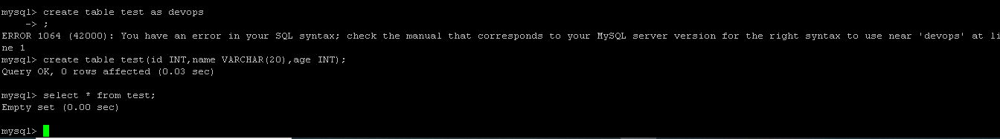 mysql> create table test as devops
    -> ;
ERROR 1064 (42000): You have an error in your SQL syntax; check the manual that corresponds to your MySQL server version for the right syntax to use near 'devops' at li
ne 1
mysql> create table test(id INT,name VARCHAR(20),age INT);
Query OK, 0 rows affected (0.03 sec)

mysql> select * from test;
Empty set (0.00 sec)

mysql>